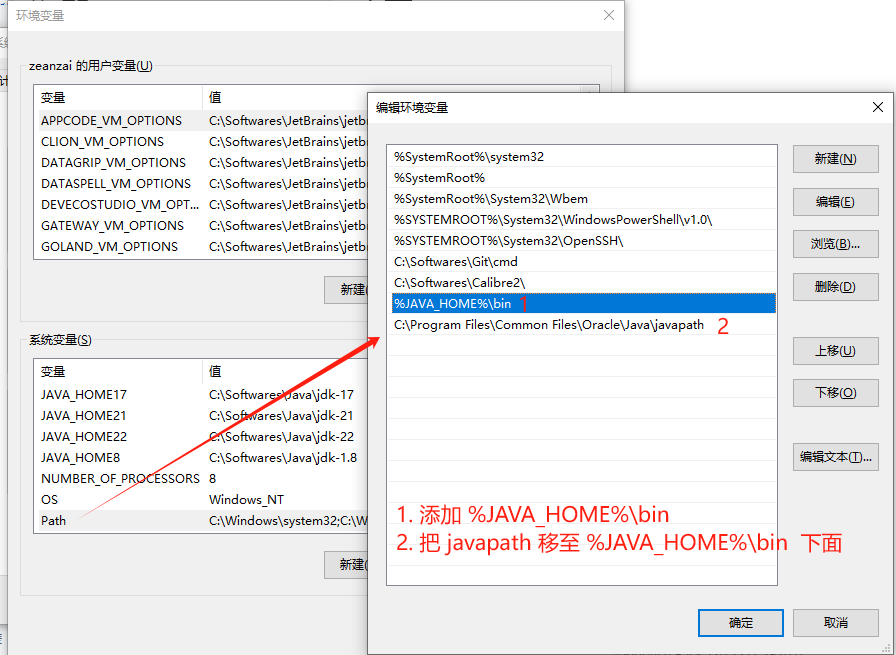 环境变量
zeanzai 的用户变量(U)
变量 值
APPCODE_VM_OPTIONS C:\Softwares\JetBrains\jetb
CLION_VM_OPTIONS C:\Softwares\JetBrains\jetb
DATAGRIP_VM_OPTIONS C:\Softwares\JetBrains\jetb
DATASPELL_VM_OPTIONS C:\Softwares\JetBrains\jetb
DEVECOSTUDIO_VM_OPT... C:\Softwares\JetBrains\jetb
GATEWAY_VM_OPTIONS C:\Softwares\JetBrains\jetb
GOLAND_VM_OPTIONS C:\Softwares\JetBrains\jetb
新建(
系统变量(S)
变量 值
JAVA_HOME17 C:\Softwares\Java\jdk-17
JAVA_HOME21 C:\Softwares\Java\jdk-21
JAVA_HOME22 C:\Softwares\Java\jdk-22
JAVA_HOME8 C:\Softwares\Java\jdk-1.8
NUMBER_OF_PROCESSORS 8
OS Windows_NT
Path C:\Windows\system32;C:\W
新建(
编辑环境变量
%SystemRoot%\system32
%SystemRoot%
%SystemRoot%\System32\Wbem
%SYSTEMROOT%\System32\WindowsPowerShell\v1.0\
%SYSTEMROOT%\System32\OpenSSH\
C:\Softwares\Git\cmd
C:\Softwares\Calibre2\
%JAVA_HOME%\bin 1
C:\Program Files\Common Files\Oracle\Java\javapath 2
1. 添加 %JAVA_HOME%\bin
2. 把 javapath 移至 %JAVA_HOME%\bin 下面
新建(N)
编辑(E)
浏览(B)...
删除(D)
上移(U)
下移(O)
编辑文本(T)...
确定 取消